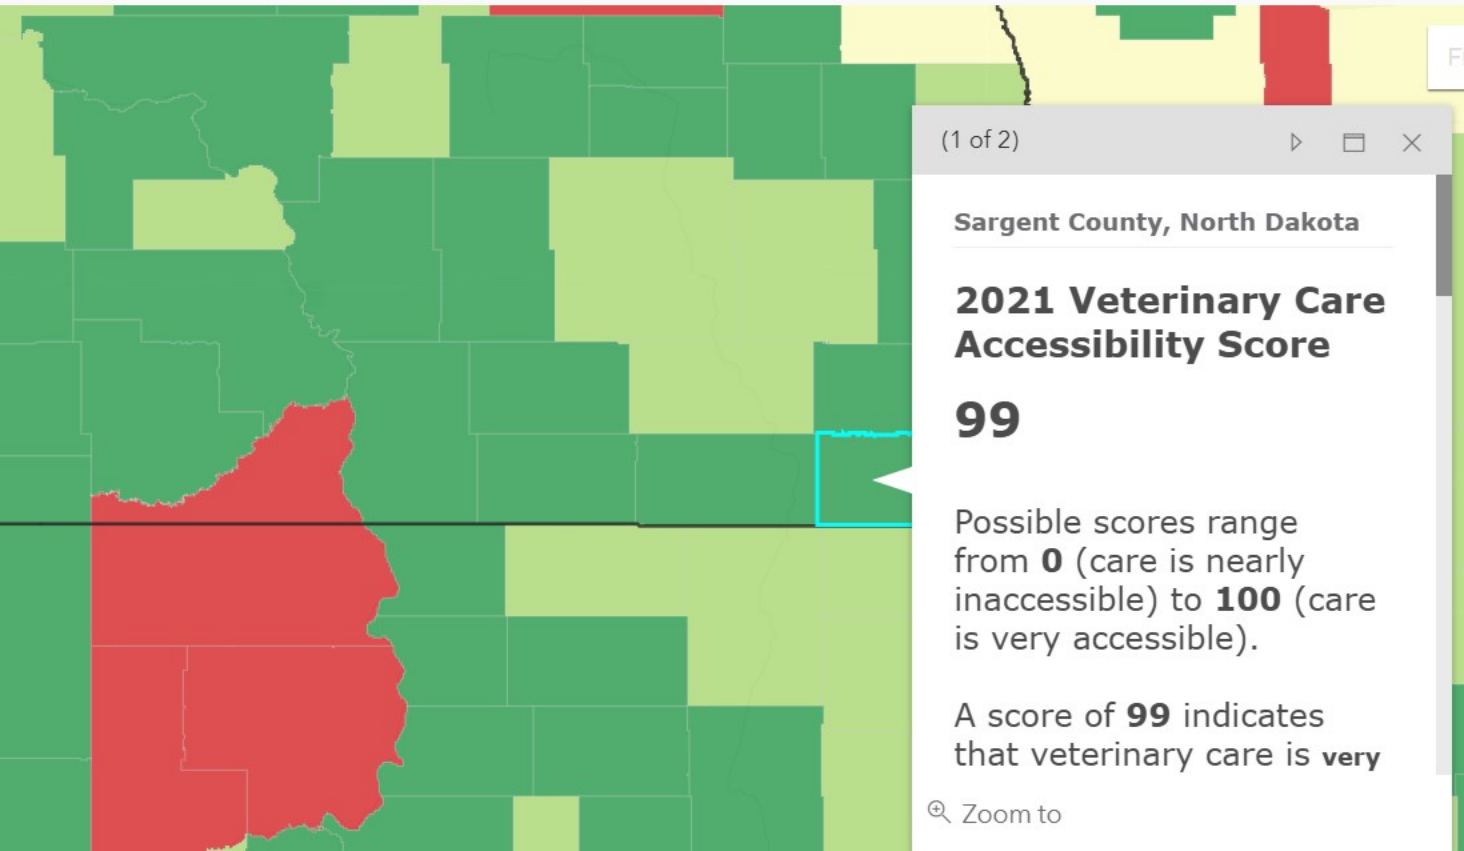 (1 of 2)
Sargent County, North Dakota
2021 Veterinary Care
Accessibility Score
99
Possible scores range
from 0 (care is nearly
inaccessible) to 100 (care
is very accessible).
A score of 99 indicates
that veterinary care is very
Zoom to